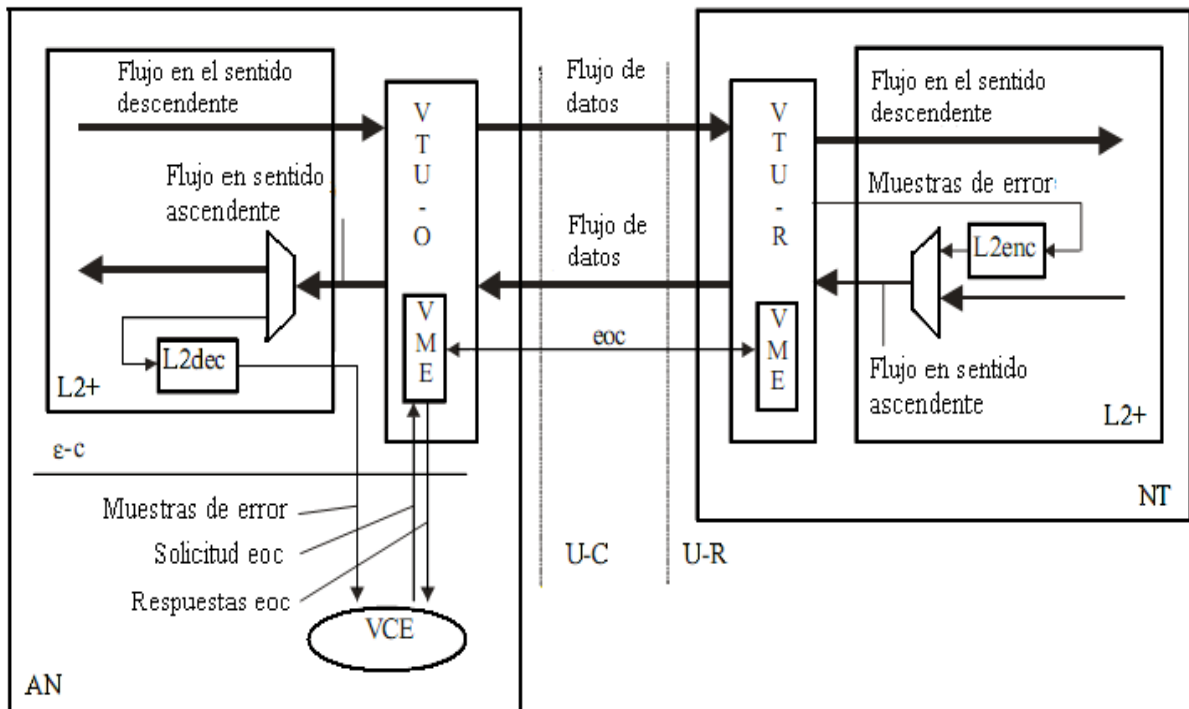 Flujo en el sentido
descendente
V
T
U
-
O
Flujo en sentido
ascendente
L2dec
L2+
V
M
E
ε-c
Muestras de error
Solicitud eoc
Respuestas eoc
VCE
AN
Flujo de
datos
Flujo de
datos
eoc
U-C
U-R
V
T
U
-
R
V
M
E
Flujo en el sentido
descendente
Muestras de error
L2enc
Flujo en sentido
ascendente
L2+
NT